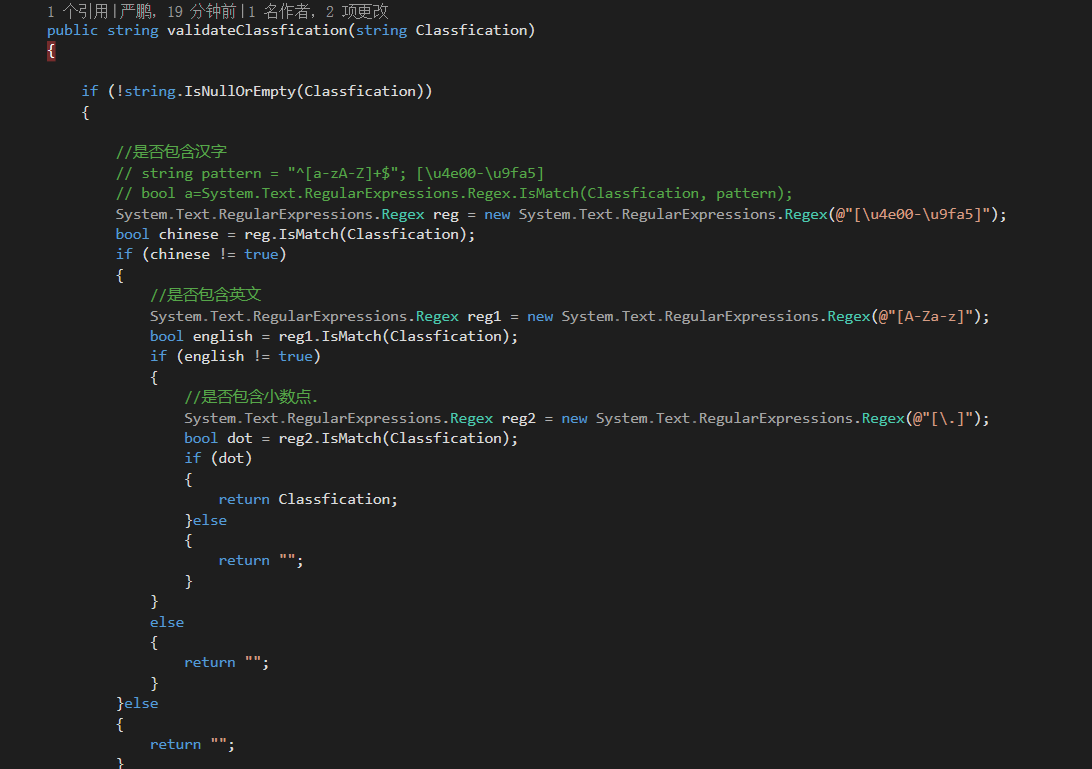 1 个引用|严鹏，19 分钟前|1 名作者，2 项更改
public string validateClassfication(string Classfication)
{
if (!string.IsNullOrEmpty(Classfication))
{
//是否包含汉字
// string pattern = "^[a-zA-Z]+$"; [\u4e00-\u9fa5]
// bool a=System.Text.RegularExpressions.Regex.IsMatch(Classfication, pattern);
System.Text.RegularExpressions.Regex reg = new System.Text.RegularExpressions.Regex(@"[\u4e00-\u9fa5]");
bool chinese = reg.IsMatch(Classfication);
if (chinese != true)
{
//是否包含英文
System.Text.RegularExpressions.Regex reg1 = new System.Text.RegularExpressions.Regex(@"[A-Za-z]");
bool english = reg1.IsMatch(Classfication);
if (english != true)
{
//是否包含小数点.
System.Text.RegularExpressions.Regex reg2 = new System.Text.RegularExpressions.Regex(@"[\.]");
bool dot = reg2.IsMatch(Classfication);
if (dot)
{
return Classfication;
}else
{
return "";
}
}
else
{
return "";
}
}else
{
return "";
}